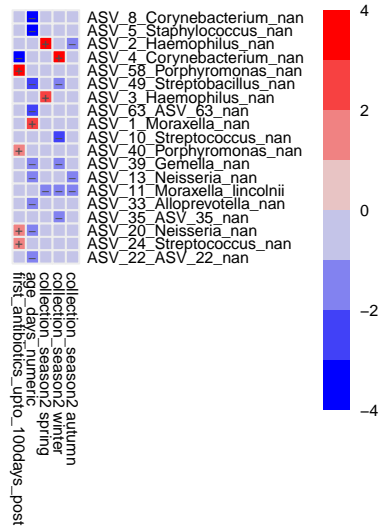 ASV_8_Corynebacterium_nan
ASV_5_Staphylococcus_nan
ASV_2_Haemophilus_nan
ASV_4_Corynebacterium_nan
ASV_58_Porphyromonas_nan
ASV_49_Streptobacillus_nan
ASV_3_Haemophilus_nan
ASV_63_ASV_63_nan
ASV_1_Moraxella_nan
ASV_10_Streptococcus_nan
ASV_40_Porphyromonas_nan
ASV_39_Gemella_nan
ASV_13_Neisseria_nan
ASV_11_Moraxella_lincolnii
ASV_33_Alloprevotella_nan
ASV_35_ASV_35_nan
ASV_20_Neisseria_nan
ASV_24_Streptococcus_nan
ASV_22_ASV_22_nan
first_antibiotics_upto_100days_post
age_days_numeric
collection_season2 spring
collection_season2 winter
collection_season2 autumn
4
2
0
−2
−4